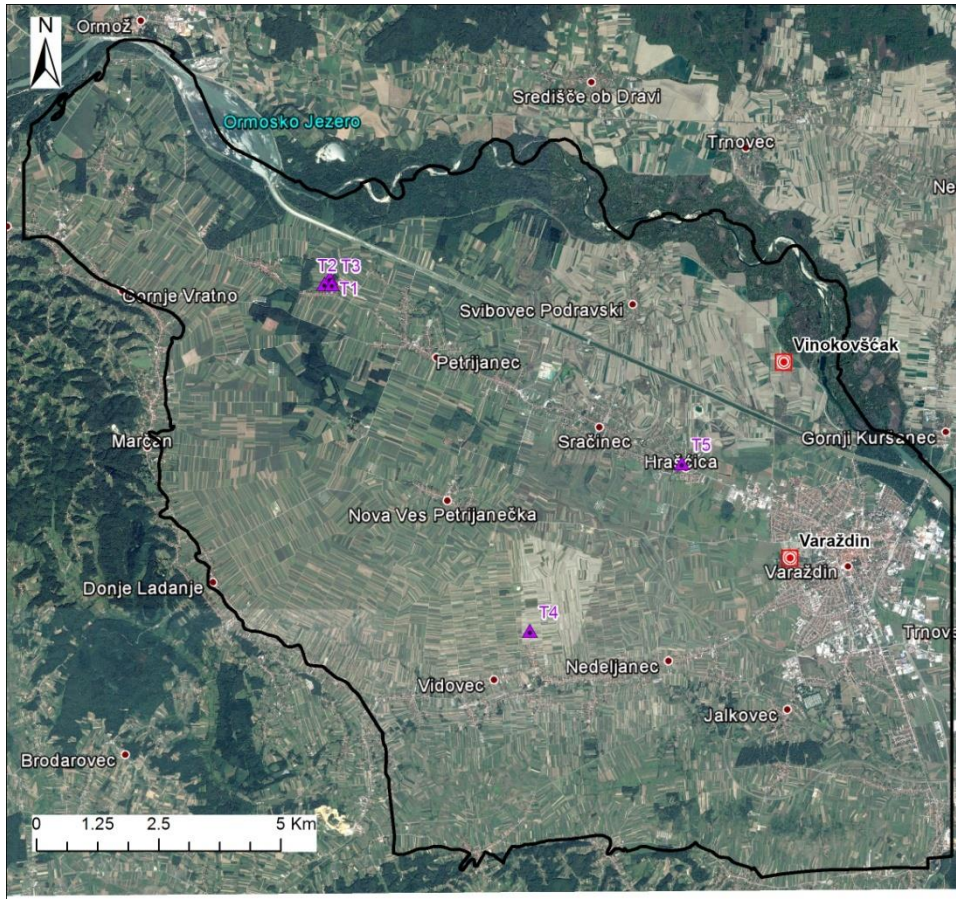 Ormož
N
Središče ob Dravi
Ormosko Jezero
Trnovec
Ne
T2 T3
T1
Gornje Vratno
Svibovec Podravski
Vinokovšćak
Petrijanec
Marčan
Sračinec
Gornji Kuršanec
T5
Hrašćica
Nova Ves Petrijanečka
Varaždin
Varaždin
Donje Ladanje
T4
Trnova
Nedeljanec
Vidovec
Jalkovec
Brodarovec
0 1.25 2.5 5 Km